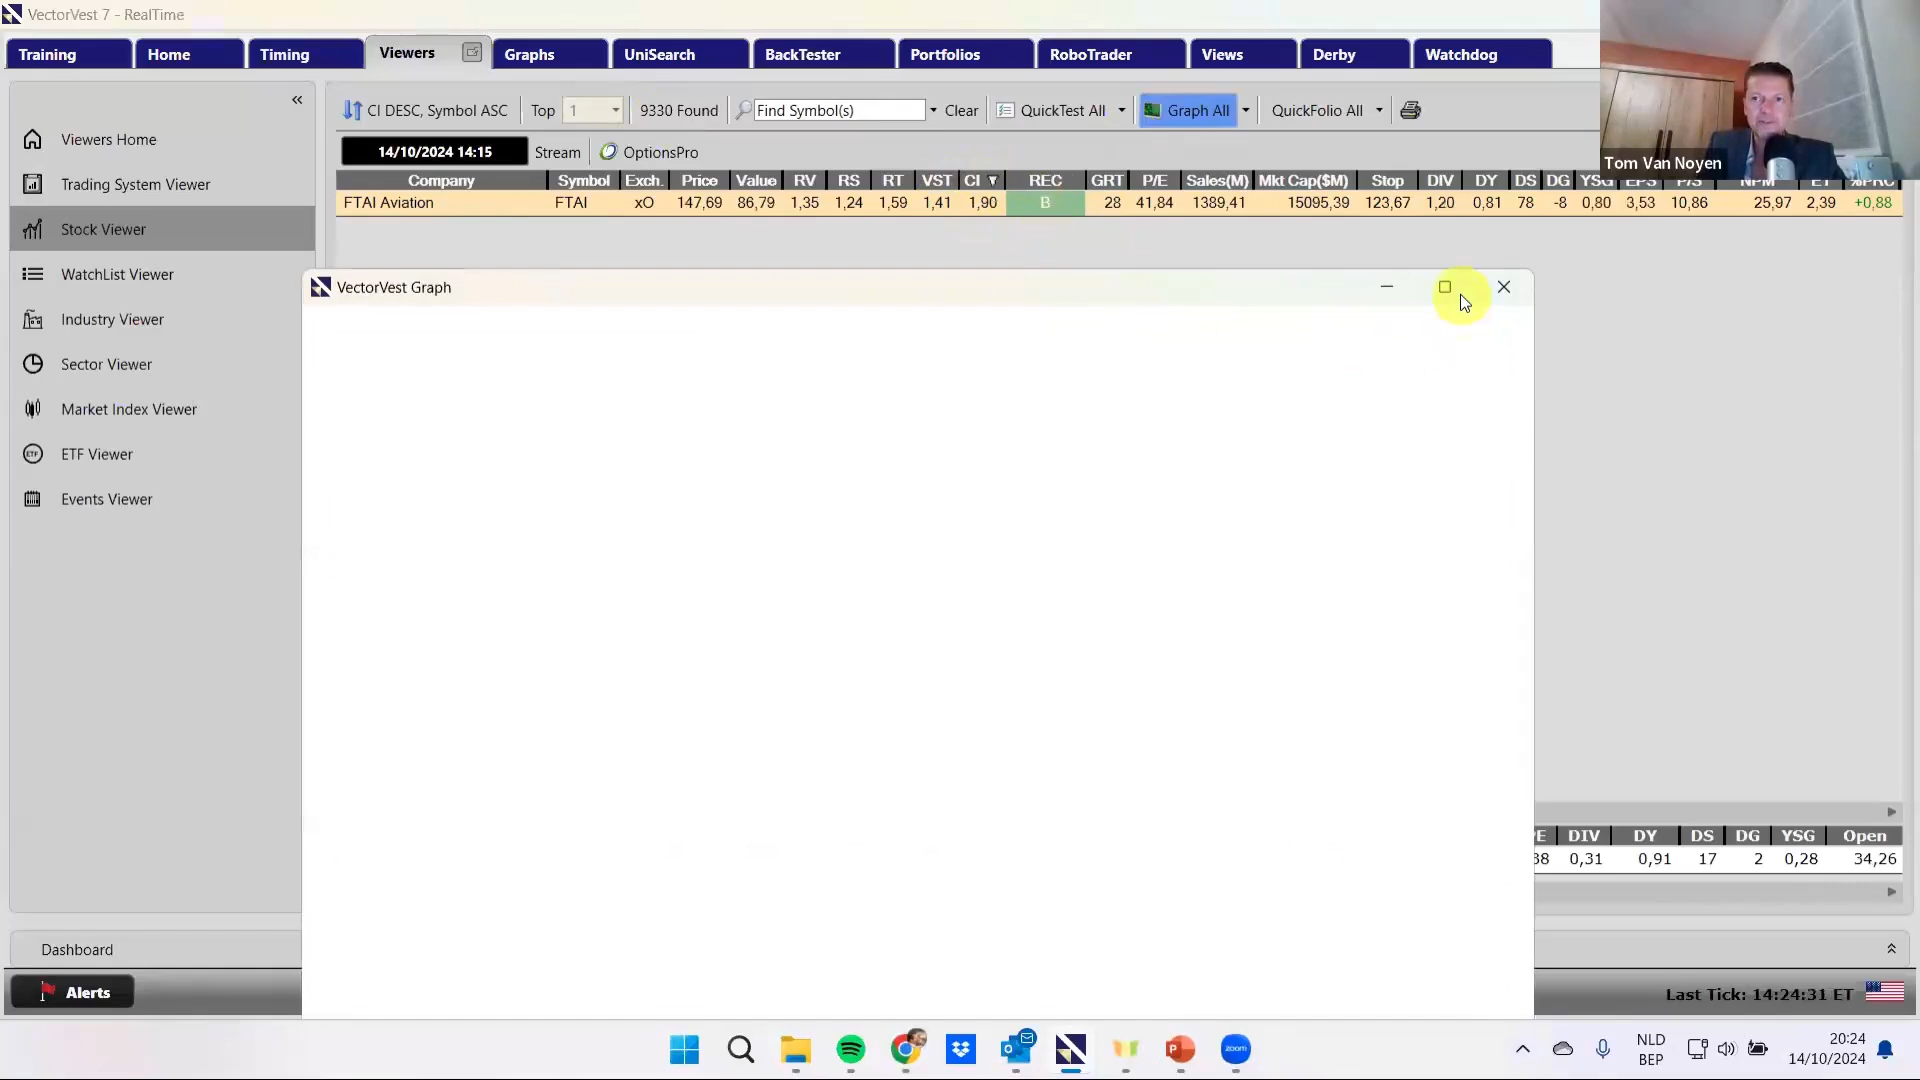 VectorVest 7 - RealTime
Training Home Timing Viewers Graphs UniSearch BackTester Portfolios RoboTrader Views Derby Watchdog
CI DESC, Symbol ASC Top 1 9330 Found Find Symbol(s) Clear QuickTest All Graph All QuickFolio All
14/10/2024 14:15 Stream OptionsPro
Tom Van Noyen
Company Symbol Exch. Price Value RV RS RT VST CI REC GRT P/E Sales(M) Mkt Cap($M) Stop DIV DY DS DG YSG EPS P/S NPM ET %PRC
FTAI Aviation FTAI xO 147,69 86,79 1,35 1,24 1,59 1,41 1,90 B 28 41,84 1389,41 15095,39 123,67 1,20 0,81 78 -8 0,80 3,53 10,86 25,97 2,39 +0,88
Viewers Home
Trading System Viewer
Stock Viewer
WatchList Viewer
Industry Viewer
Sector Viewer
Market Index Viewer
ETF Viewer
Events Viewer
VectorVest Graph
DIV DY DS DG YSG Open
38 0,31 0,91 17 2 0,28 34,26
Dashboard
Alerts
Last Tick: 14:24:31 ET
zoom
NLD
BEP
20:24
14/10/2024